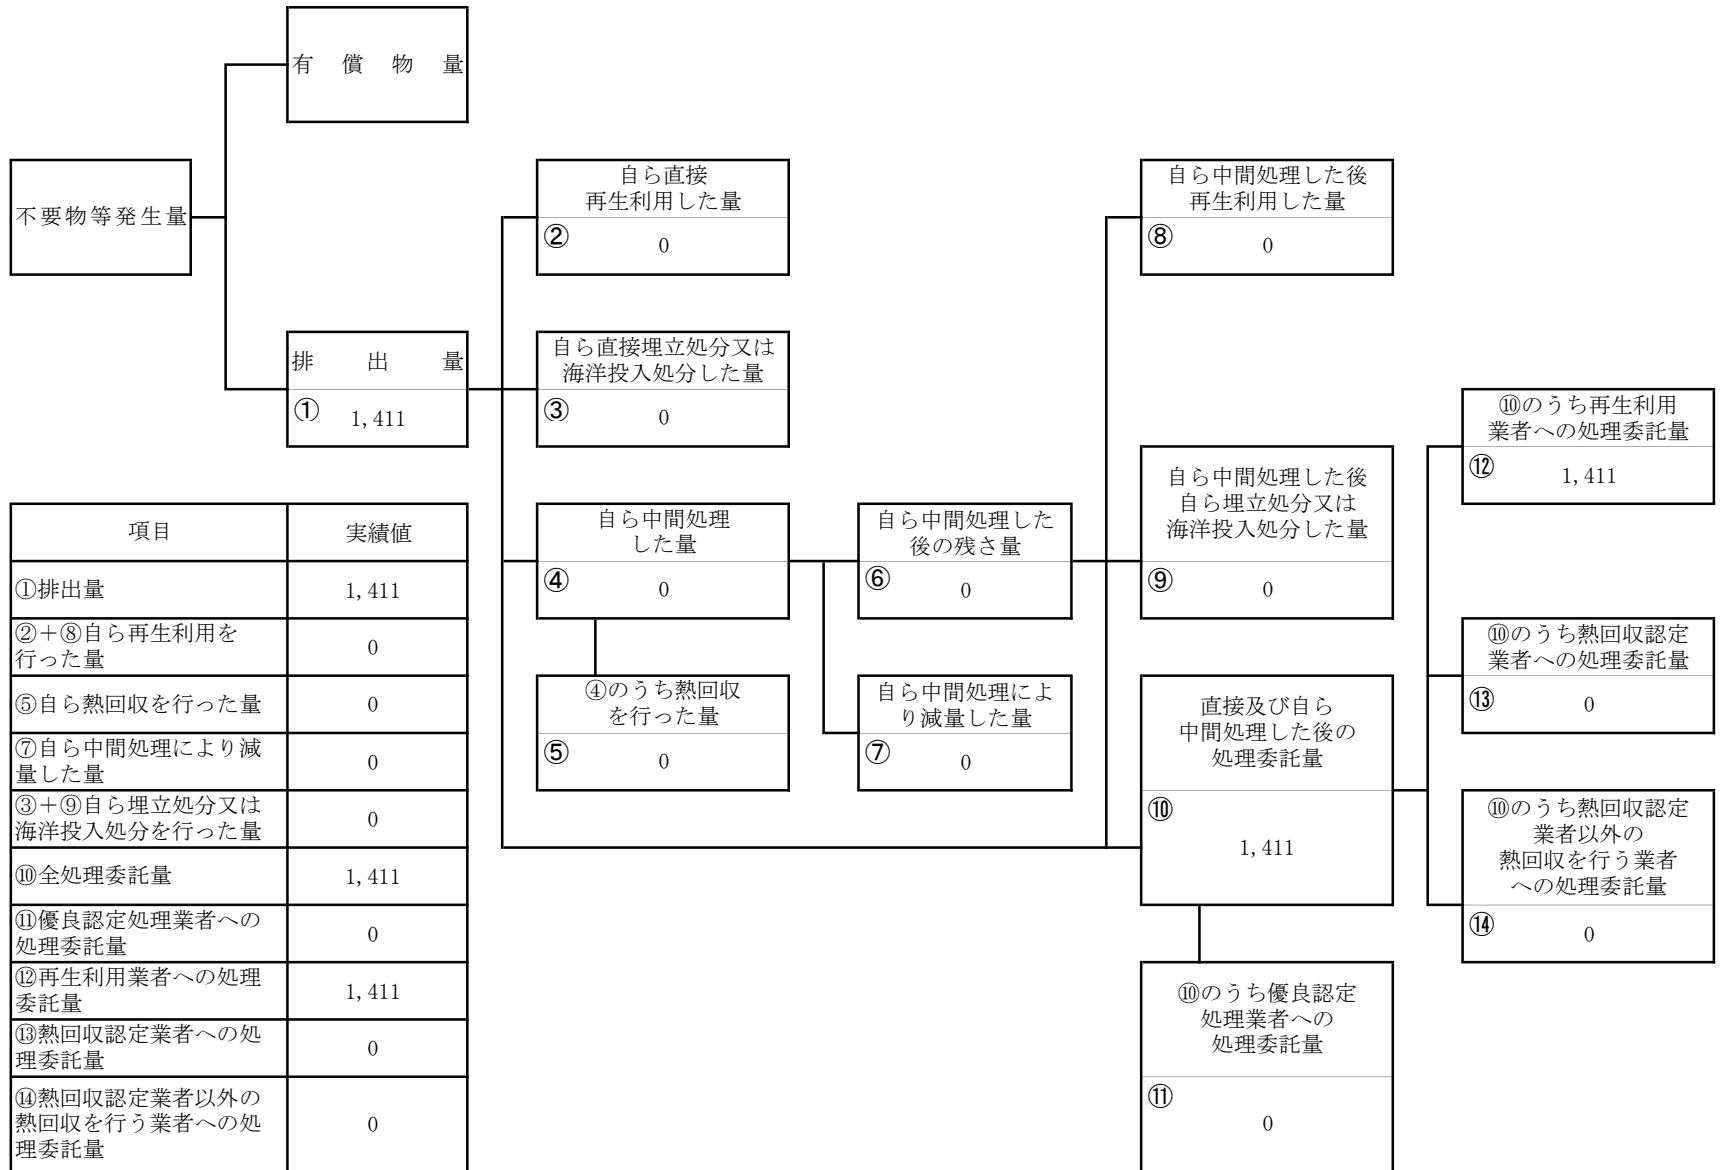 有償物量
不要物等発生量
排出量
① 1,411
自ら直接
再生利用した量
② 0
自ら直接埋立処分又は
海洋投入処分した量
③ 0
自ら中間処理
した量
④ 0
④のうち熱回収
を行った量
⑤ 0
自ら中間処理した
後の残さ量
⑥ 0
自ら中間処理によ
り減量した量
⑦ 0
自ら中間処理した後
再生利用した量
⑧ 0
自ら中間処理した後
自ら埋立処分又は
海洋投入処分した量
⑨ 0
直接及び自ら
中間処理した後の
処理委託量
⑩
1,411
⑩のうち優良認定
処理業者への
処理委託量
⑪
0
⑩のうち再生利用
業者への処理委託量
⑫ 1,411
⑩のうち熱回収認定
業者への処理委託量
⑬ 0
⑩のうち熱回収認定
業者以外の
熱回収を行う業者
への処理委託量
⑭ 0
項目 実績値
①排出量 1,411
②+⑧自ら再生利用を
行った量 0
⑤自ら熱回収を行った量 0
⑦自ら中間処理により減
量した量 0
③+⑨自ら埋立処分又は
海洋投入処分を行った量 0
⑩全処理委託量 1,411
⑪優良認定処理業者への
処理委託量 0
⑫再生利用業者への処理
委託量 1,411
⑬熱回収認定業者への処
理委託量 0
⑭熱回収認定業者以外の
熱回収を行う業者への処
理委託量 0